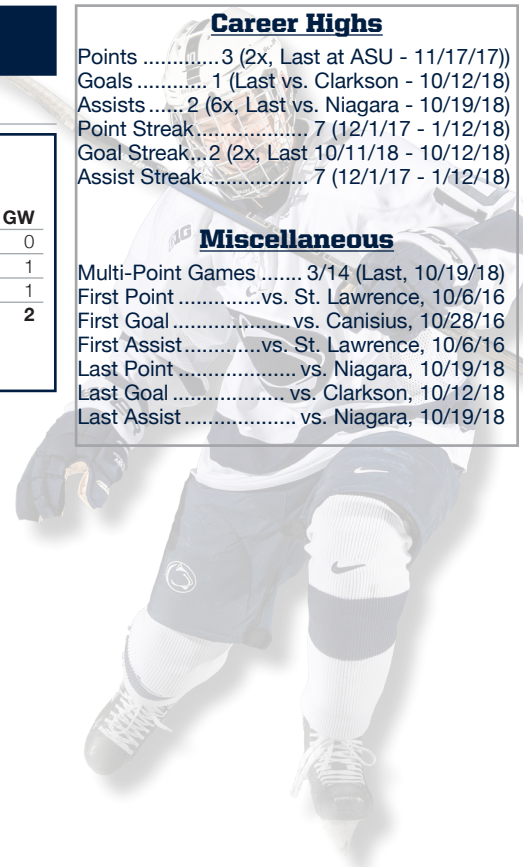 GW
0
1
1
2
Career Highs
Points .............. 3 (2x, Last at ASU - 11/17/17))
Goals ............ 1 (Last vs. Clarkson - 10/12/18)
Assists ...... 2 (6x, Last vs. Niagara - 10/19/18)
Point Streak .................. 7 (12/1/17 - 1/12/18)
Goal Streak...2 (2x, Last 10/11/18 - 10/12/18)
Assist Streak.................. 7 (12/1/17 - 1/12/18)
Miscellaneous
Multi-Point Games ....... 3/14 (Last, 10/19/18)
First Point ..............vs. St. Lawrence, 10/6/16
First Goal .................... vs. Canisius, 10/28/16
First Assist..............vs. St. Lawrence, 10/6/16
Last Point .................... vs. Niagara, 10/19/18
Last Goal ................... vs. Clarkson, 10/12/18
Last Assist ................... vs. Niagara, 10/19/18